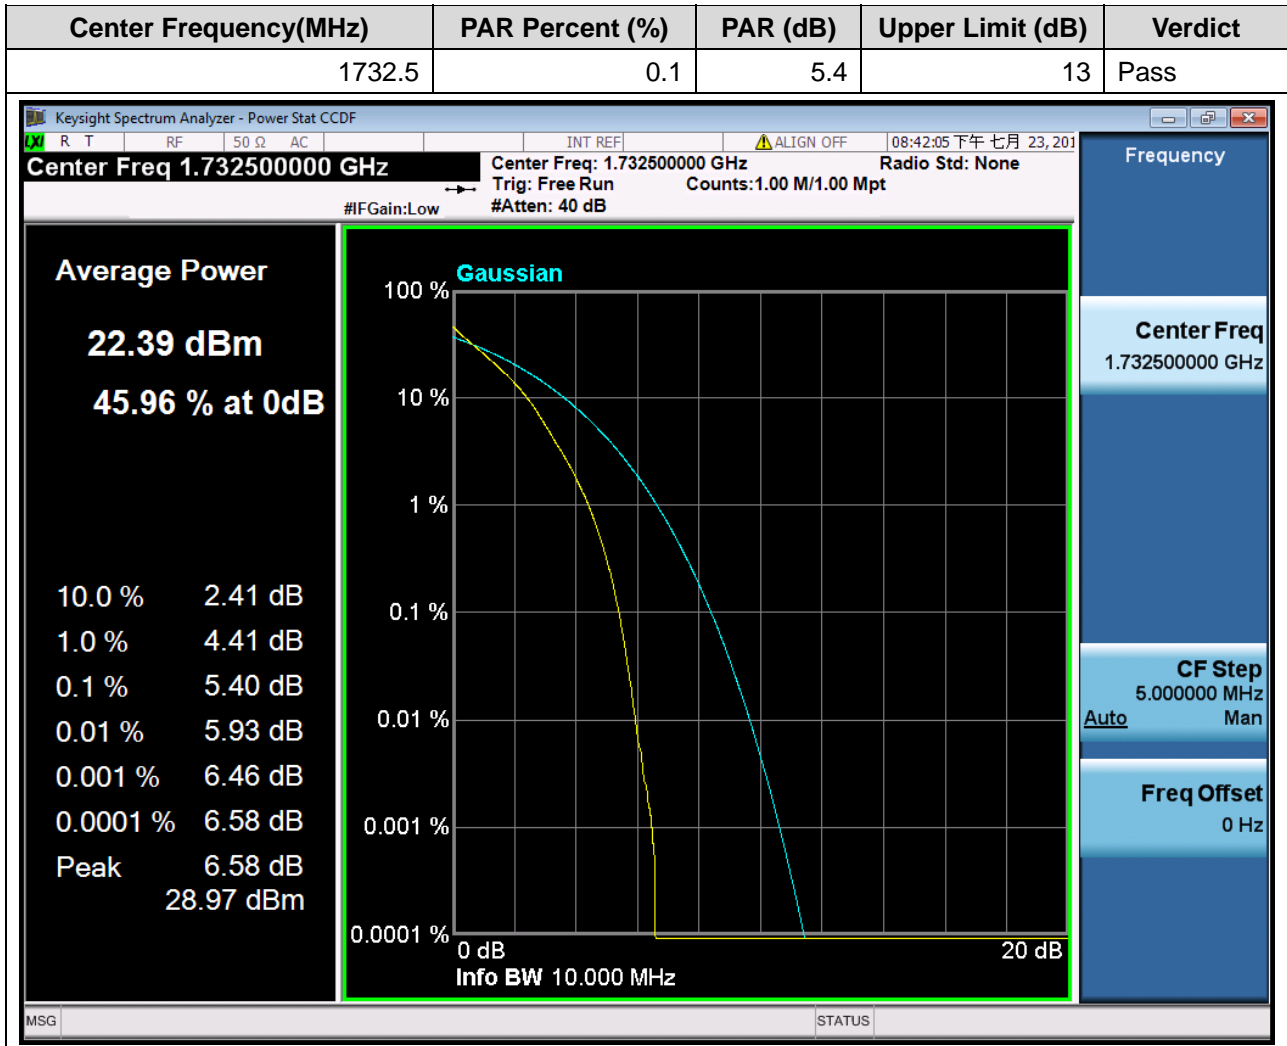 Center Frequency(MHz) PAR Percent (%) PAR (dB) Upper Limit (dB) Verdict
1732.5 0.1 5.4 13 Pass
Keysight Spectrum Analyzer - Power Stat CCDF
LXI R T RF 50 Ω AC INT REF ALIGN OFF 08:42:05 下午 七月 23, 201
Center Freq 1.732500000 GHz
Center Freq: 1.732500000 GHz Radio Std: None
Trig: Free Run Counts:1.00 M/1.00 Mpt
#IFGain:Low #Atten: 40 dB
Frequency
Average Power
22.39 dBm
45.96 % at 0dB
10.0 % 2.41 dB
1.0 % 4.41 dB
0.1 % 5.40 dB
0.01 % 5.93 dB
0.001 % 6.46 dB
0.0001 % 6.58 dB
Peak 6.58 dB
28.97 dBm
Gaussian
100 %
10 %
1 %
0.1 %
0.01 %
0.001 %
0.0001 %
0 dB 20 dB
Info BW 10.000 MHz
Center Freq
1.732500000 GHz
CF Step
5.000000 MHz
Auto Man
Freq Offset
0 Hz
MSG STATUS